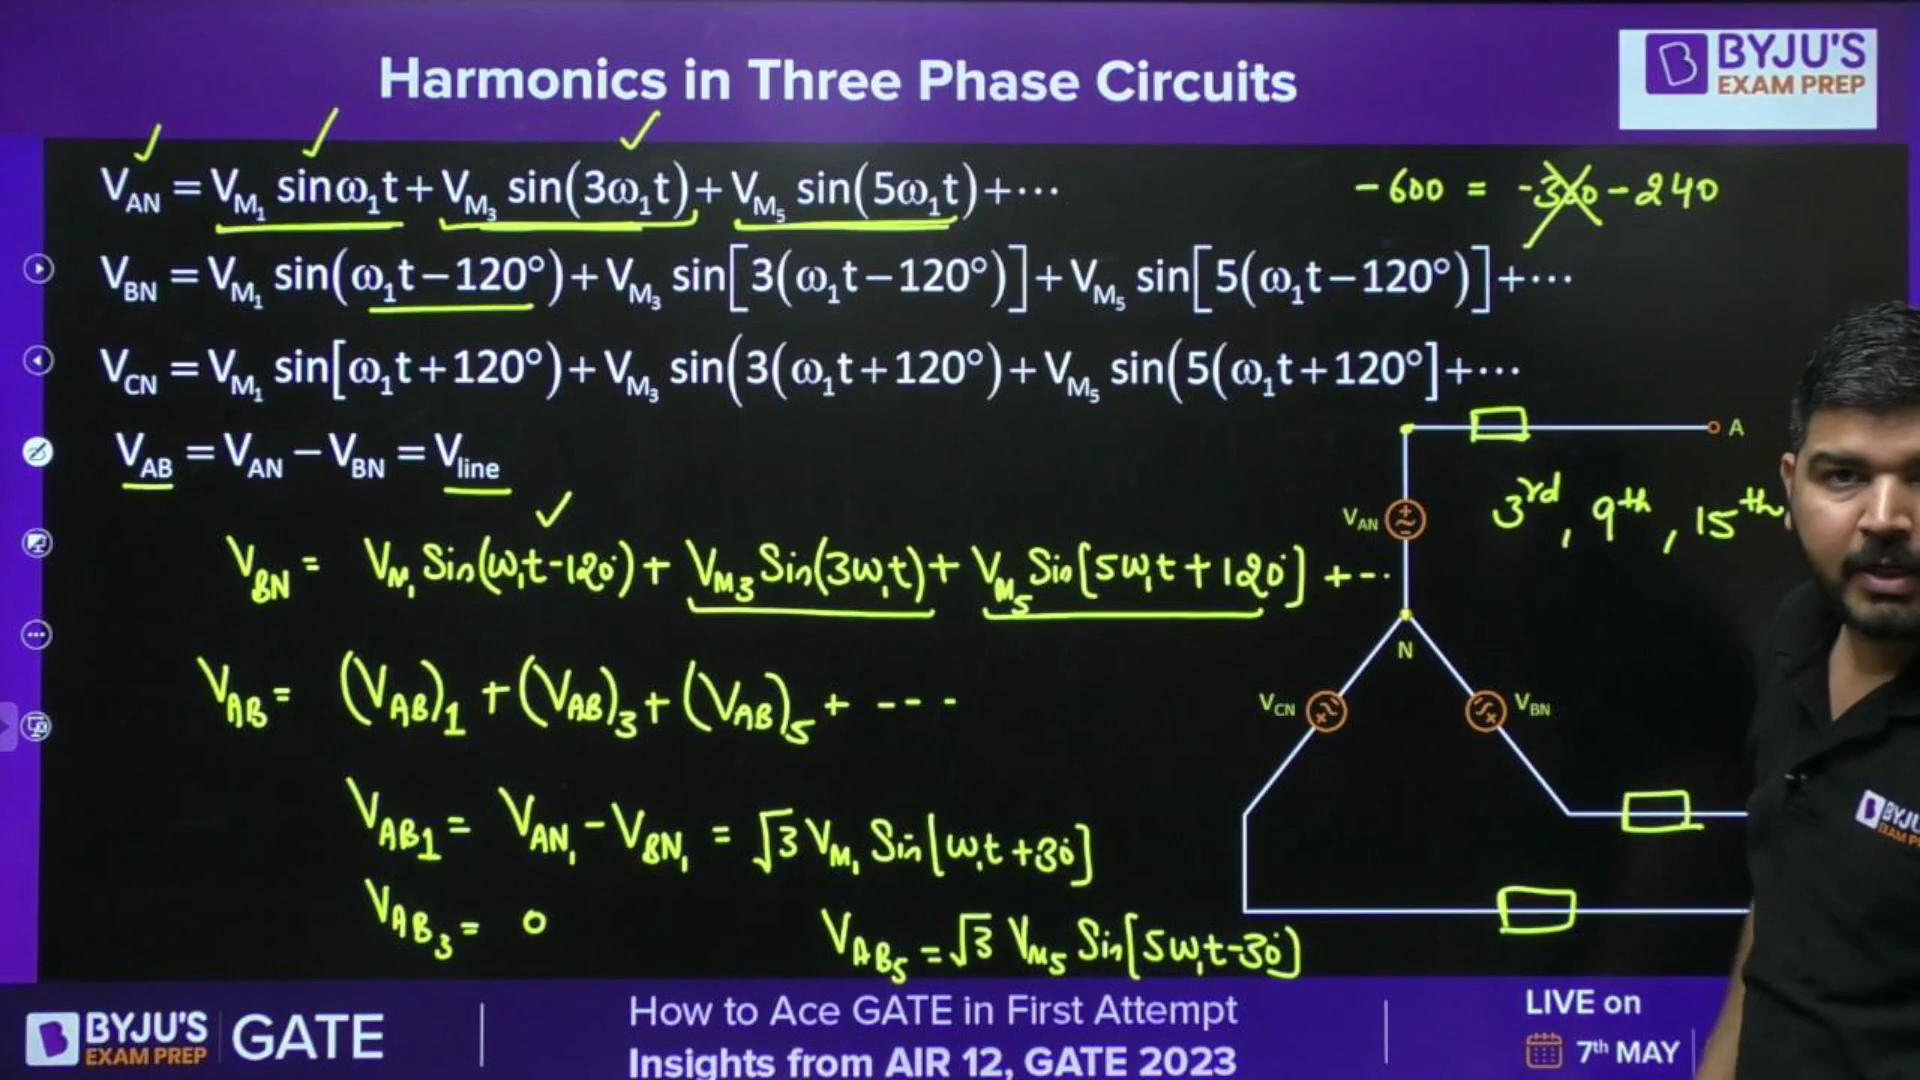 Harmonics in Three Phase Circuits
BYJU'S
EXAM PREP
V_AN = V_M₁ sinω₁t + V_M₃ sin(3ω₁t) + V_M₅ sin(5ω₁t) + ⋯
-600 = -360 -240
V_BN = V_M₁ sin(ω₁t−120°) + V_M₃ sin[3(ω₁t−120°)] + V_M₅ sin[5(ω₁t−120°)] + ⋯
V_CN = V_M₁ sin[ω₁t+120°) + V_M₃ sin(3(ω₁t+120°) + V_M₅ sin(5(ω₁t+120°] + ⋯
V_AB = V_AN − V_BN = V_line
A
3rd, 9th, 15th
V_AN
V_BN = V_M₁ Sin(ω₁t-120°) + V_M3 Sin(3ω₁t) + V_M5 Sin[5ω₁t + 120°] + --
N
V_AB = (V_AB)1 + (V_AB)3 + (V_AB)5 + ----
V_CN
V_BN
V_AB1 = V_AN₁ - V_BN₁ = √3 V_M₁ Sin[ω₁t +30°]
V_AB3 = 0
V_AB5 = √3 V_M5 Sin[5ω₁t-30°]
BYJU
EXAM P
BYJU'S
EXAM PREP
GATE
How to Ace GATE in First Attempt
Insights from AIR 12, GATE 2023
LIVE on
7th MAY